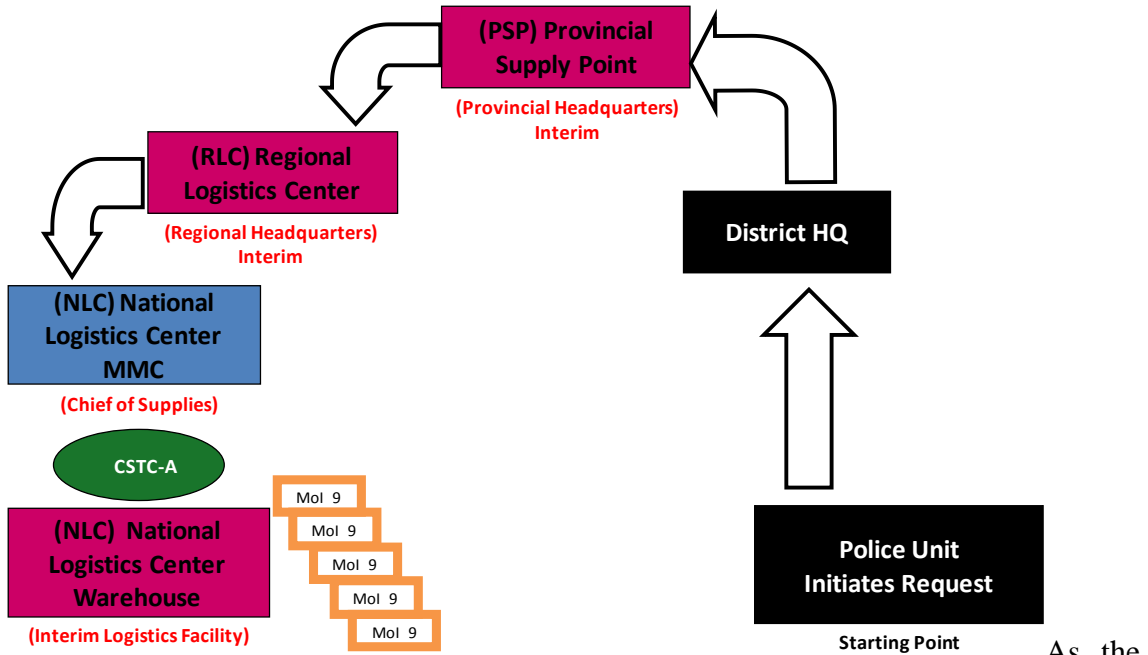 (PSP) Provincial
Supply Point
(Provincial Headquarters)
Interim
(RLC) Regional
Logistics Center
(Regional Headquarters)
Interim
District HQ
(NLC) National
Logistics Center
MMC
(Chief of Supplies)
CSTC-A
(NLC) National
Logistics Center
Warehouse
(Interim Logistics Facility)
MoI 9
MoI 9
MoI 9
MoI 9
MoI 9
Police Unit
Initiates Request
Starting Point
As the